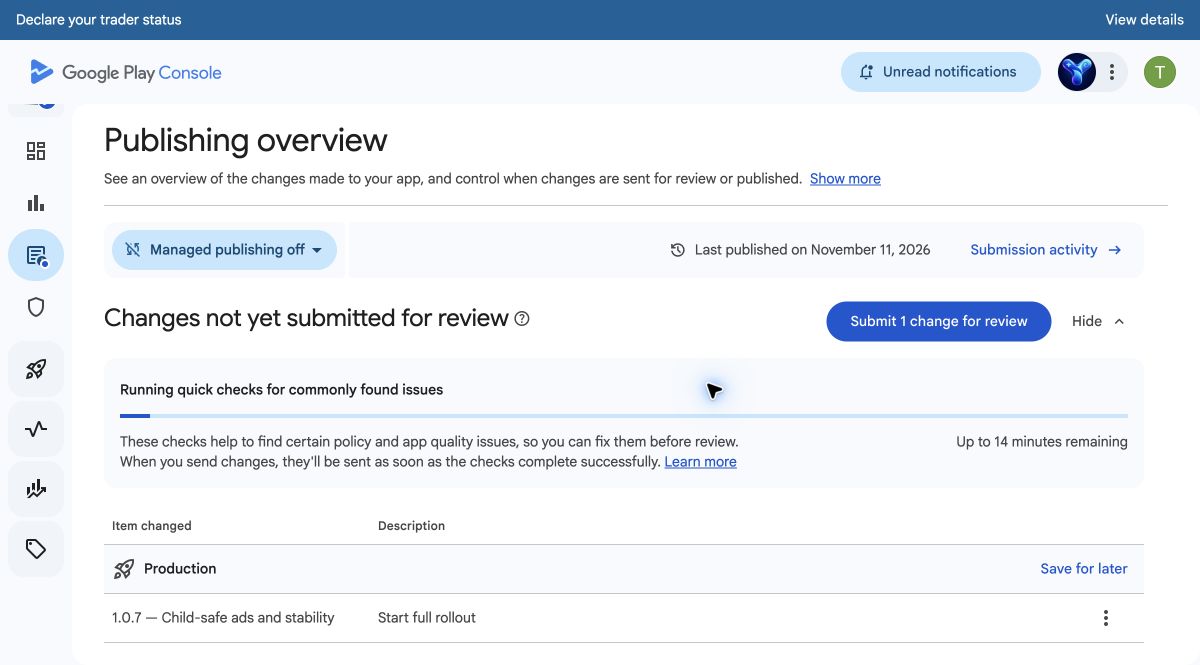 Declare your trader status View details
Google Play Console Unread notifications T
Publishing overview
See an overview of the changes made to your app, and control when changes are sent for review or published. Show more
Managed publishing off Last published on November 11, 2026 Submission activity →
Changes not yet submitted for review Submit 1 change for review Hide
Running quick checks for commonly found issues
These checks help to find certain policy and app quality issues, so you can fix them before review. Up to 14 minutes remaining
When you send changes, they'll be sent as soon as the checks complete successfully. Learn more
Item changed Description
Production Save for later
1.0.7 — Child-safe ads and stability Start full rollout